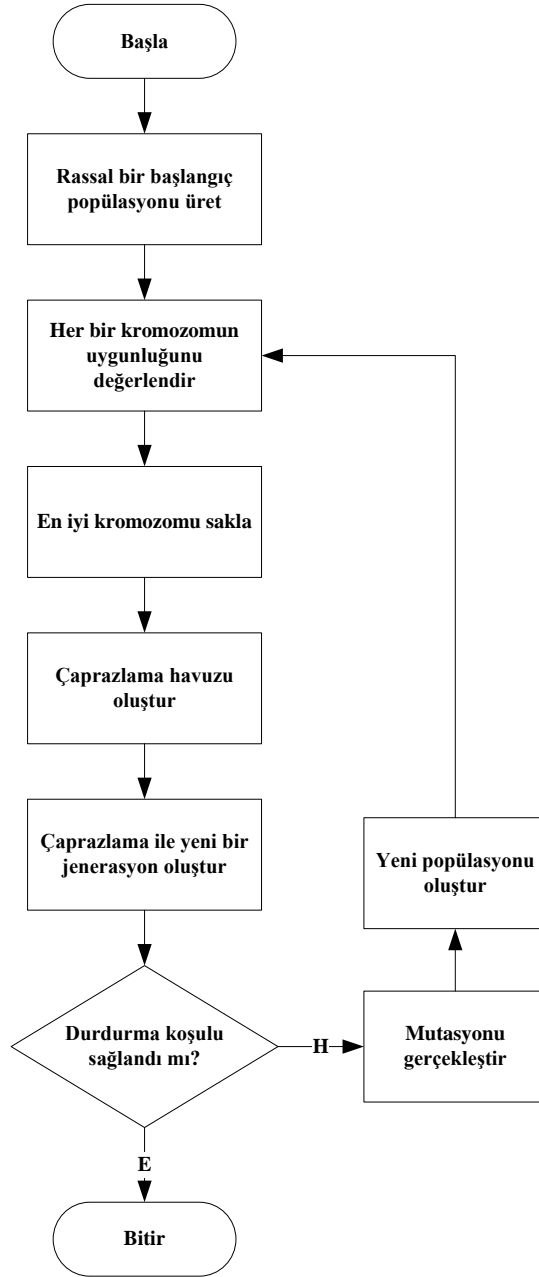 Başla
Rassal bir başlangıç
popülasyonu üret
Her bir kromozomun
uygunluğunu
değerlendir
En iyi kromozomu sakla
Çaprazlama havuzu
oluştur
Çaprazlama ile yeni bir
jenerasyon oluştur
Yeni popülasyonu
oluştur
Durdurma koşulu
sağlandı mı?
H
Mutasyonu
gerçekleştir
E
Bitir